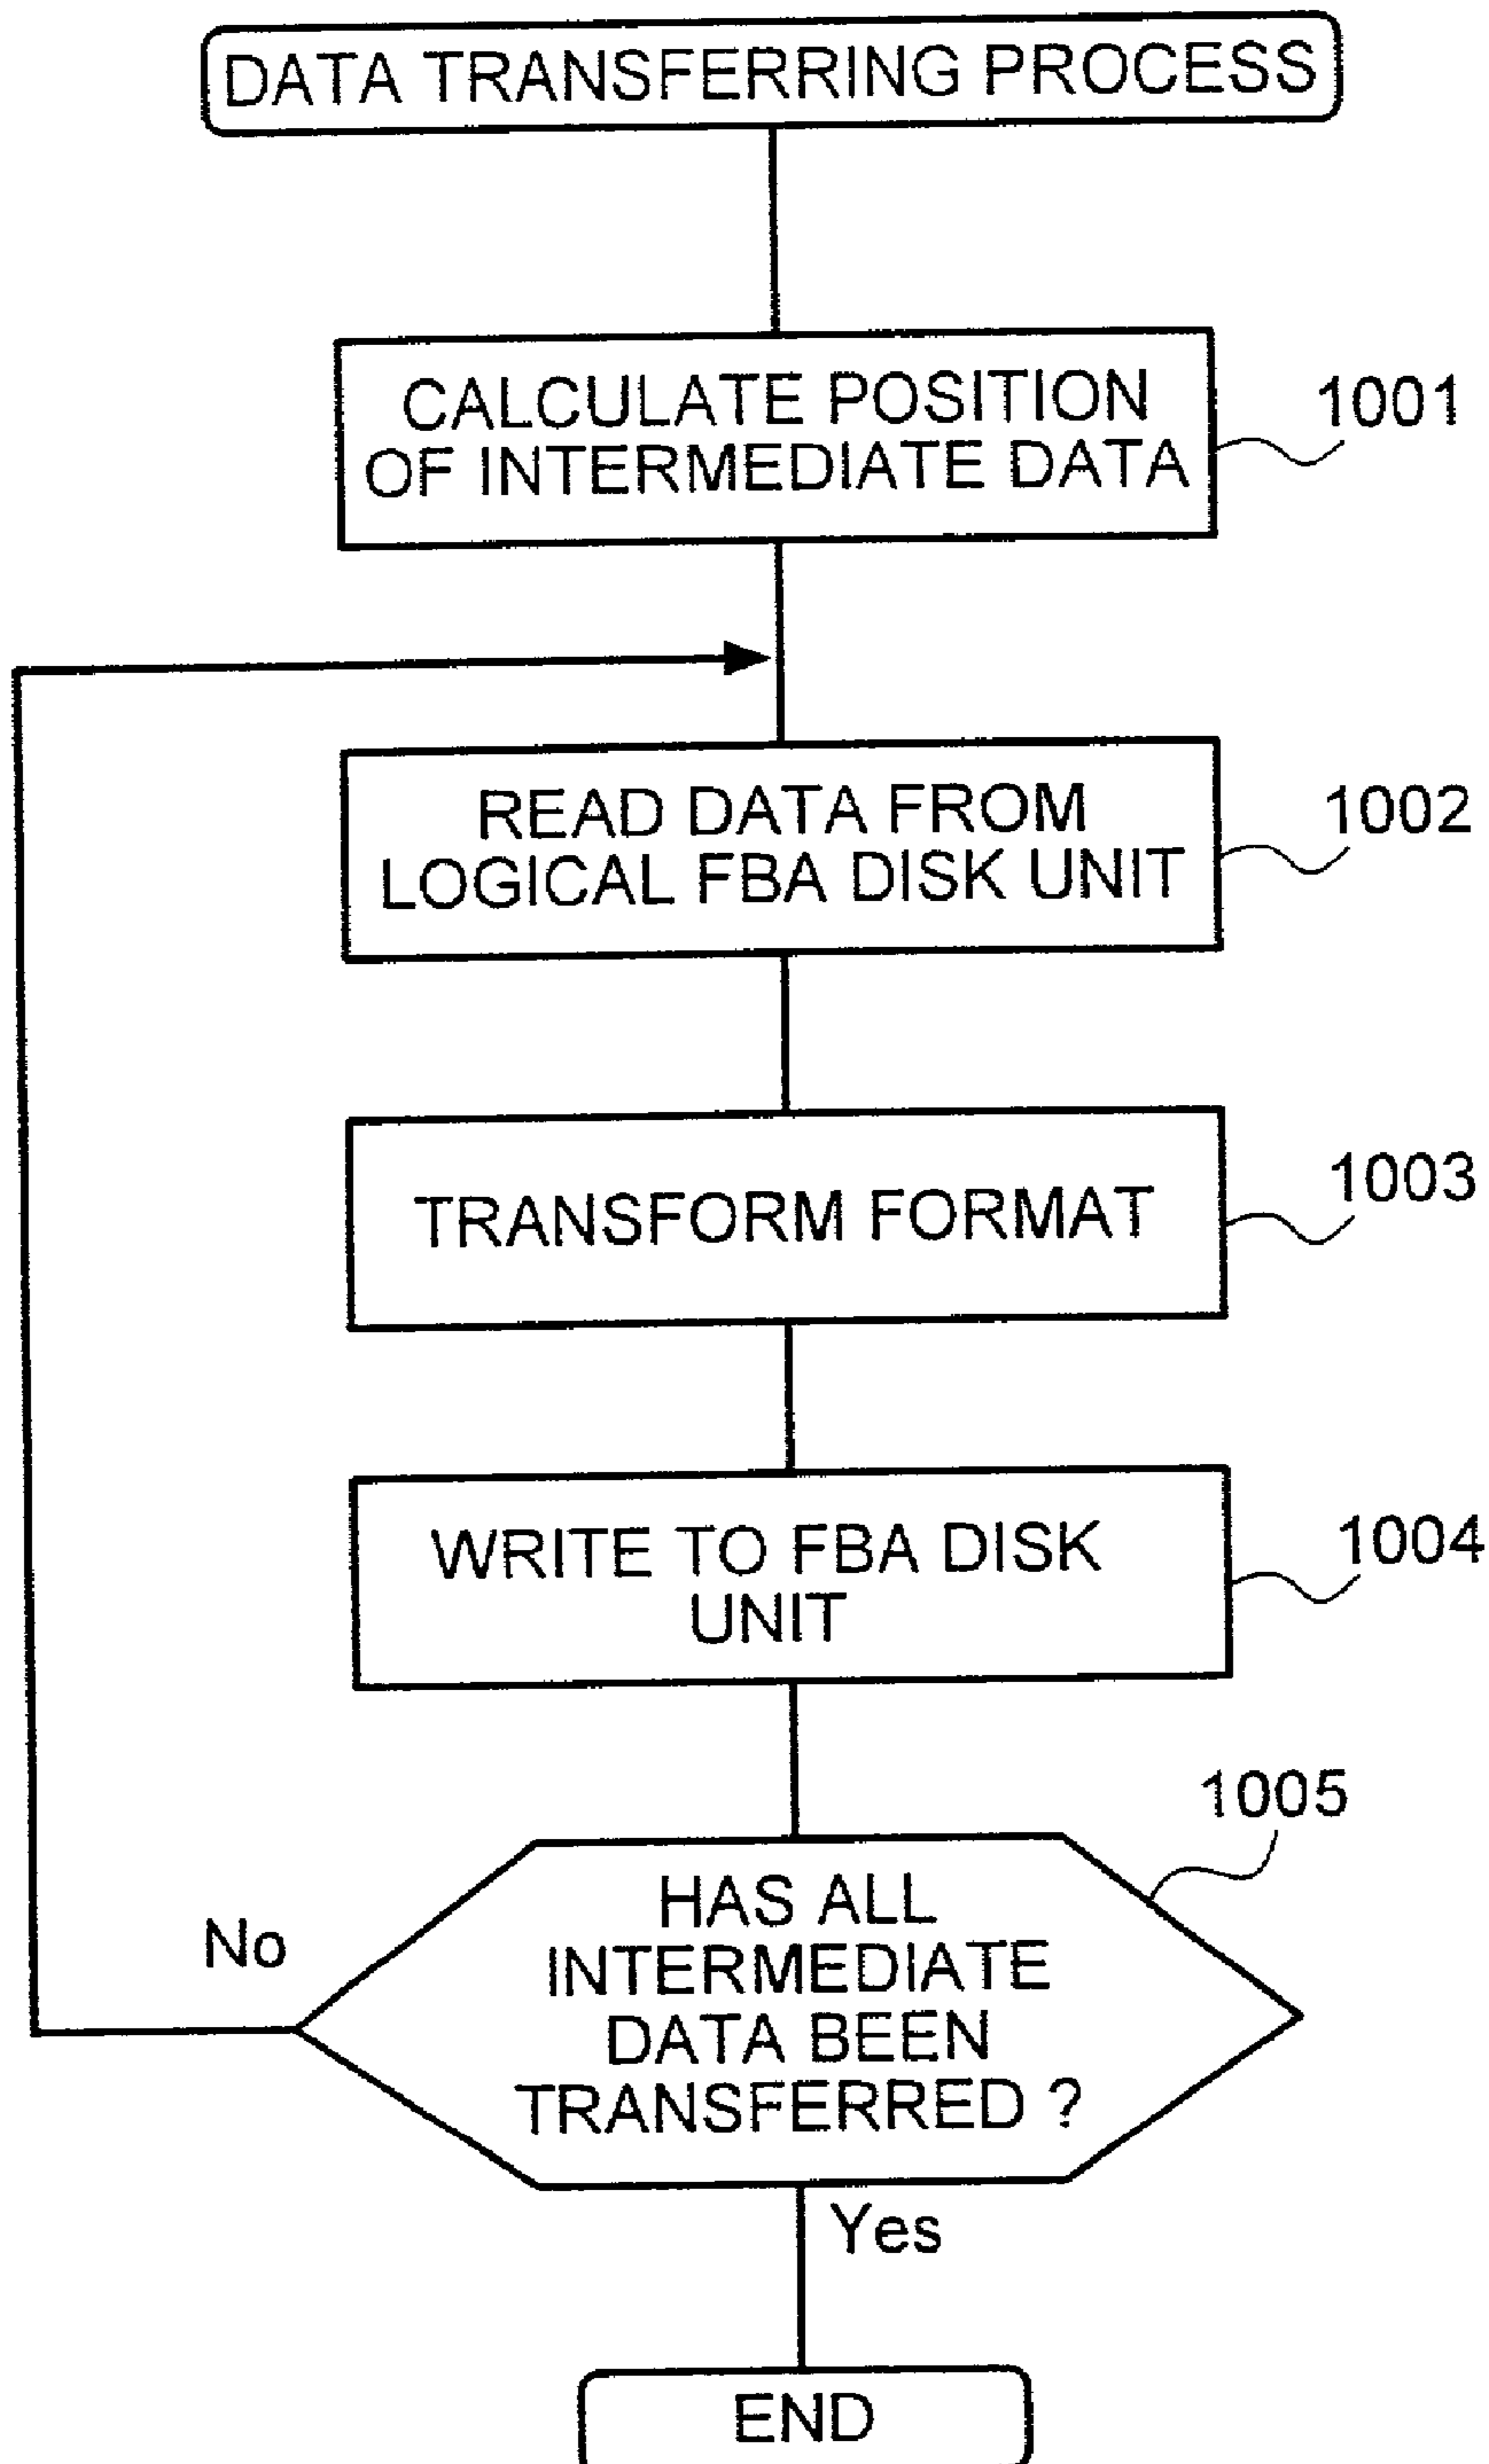 DATA TRANSFERRING PROCESS
CALCULATE POSITION
OF INTERMEDIATE DATA
1001
READ DATA FROM
LOGICAL FBA DISK UNIT
1002
TRANSFORM FORMAT
1003
WRITE TO FBA DISK
UNIT
1004
1005
HAS ALL
INTERMEDIATE
DATA BEEN
TRANSFERRED ?
No
Yes
END